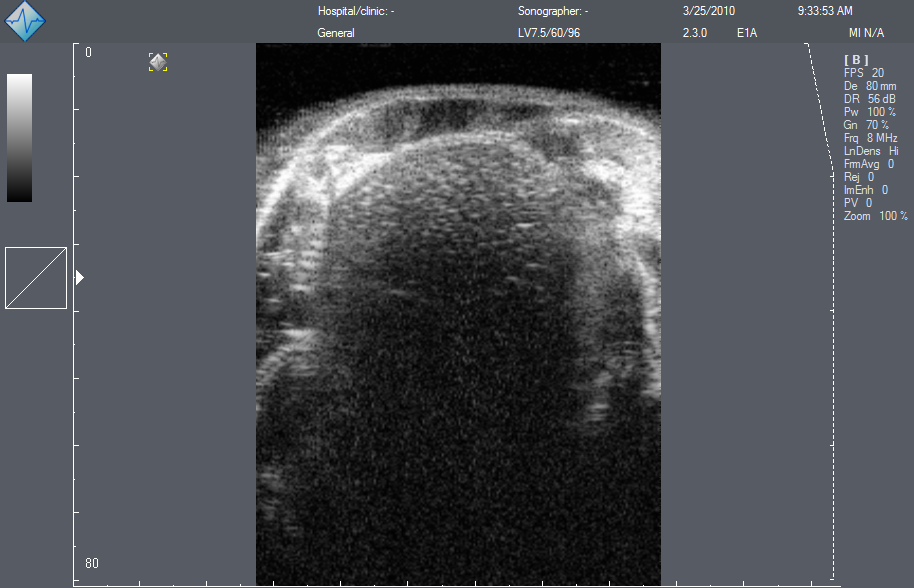 Hospital/clinic: - Sonographer: - 3/25/2010 9:33:53 AM
General LV7.5/60/96 2.3.0 E1A MI N/A
0
[ B ]
FPS 20
De 80 mm
DR 56 dB
Pw 100 %
Gn 70 %
Frq 8 MHz
LnDens Hi
FrmAvg 0
Rej 0
ImEnh 0
PV 0
Zoom 100 %
80